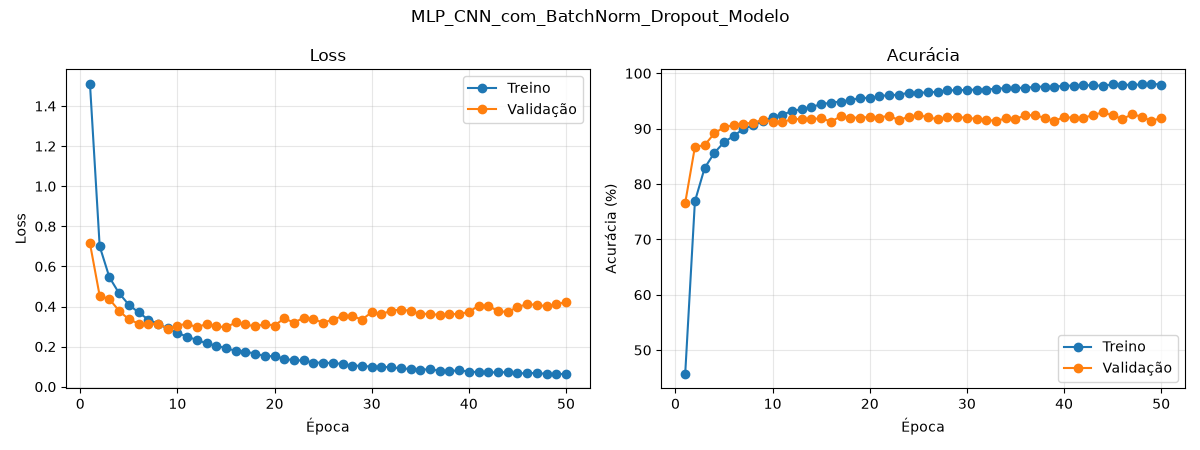 MLP_CNN_com_BatchNorm_Dropout_Modelo
Loss
1.4
1.2
1.0
0.8
0.6
0.4
0.2
0.0
Loss
0
10
20
30
40
50
Época
Treino
Validação
Acurácia
100
90
80
70
60
50
Acurácia (%)
0
10
20
30
40
50
Época
Treino
Validação